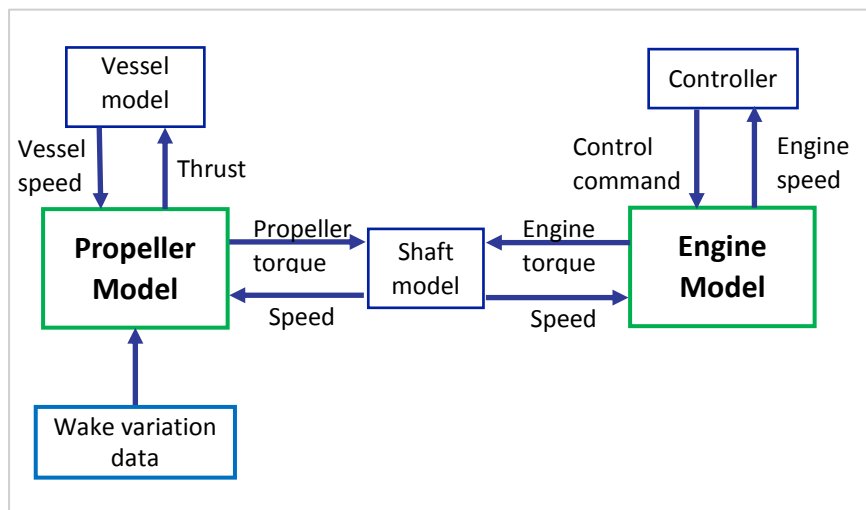 Vessel
model
Controller
Vessel
speed
Thrust
Control
command
Engine
speed
Propeller
Model
Propeller
torque
Shaft
model
Engine
torque
Engine
Model
Speed
Speed
Wake variation
data